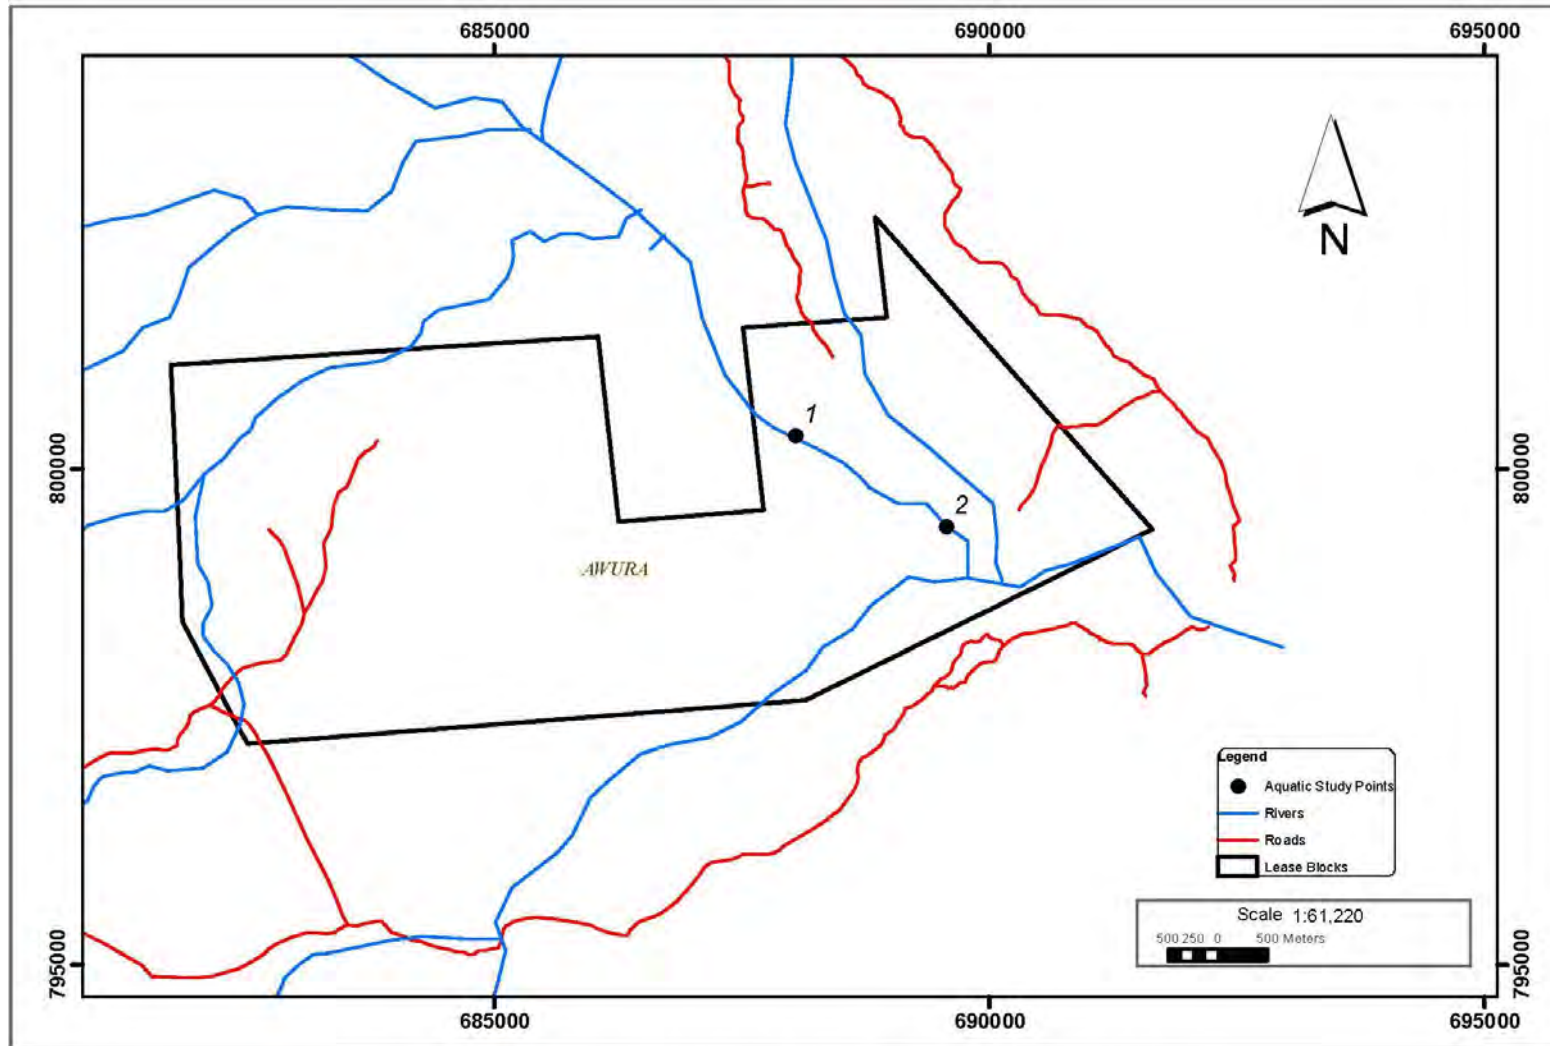 685000
690000
695000
N
1
800000
800000
2
AWURA
Legend
Aquatic Study Points
Rivers
Roads
Lease Blocks
Scale 1:61,220
500 250 0 500 Meters
795000
795000
685000
690000
695000